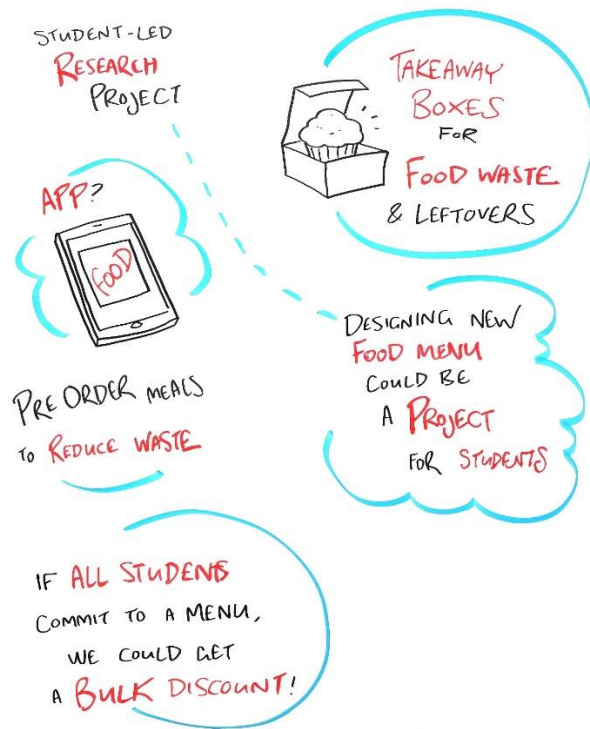 STUDENT-LED
RESEARCH
PROJECT
TAKEAWAY
BOXES
FOR
FOOD WASTE
& LEFTOVERS
APP?
FOOD
PRE ORDER MEALS
TO REDUCE WASTE
DESIGNING NEW
FOOD MENU
COULD BE
A PROJECT
FOR STUDENTS
IF ALL STUDENTS
COMMIT TO A MENU,
WE COULD GET
A BULK DISCOUNT!